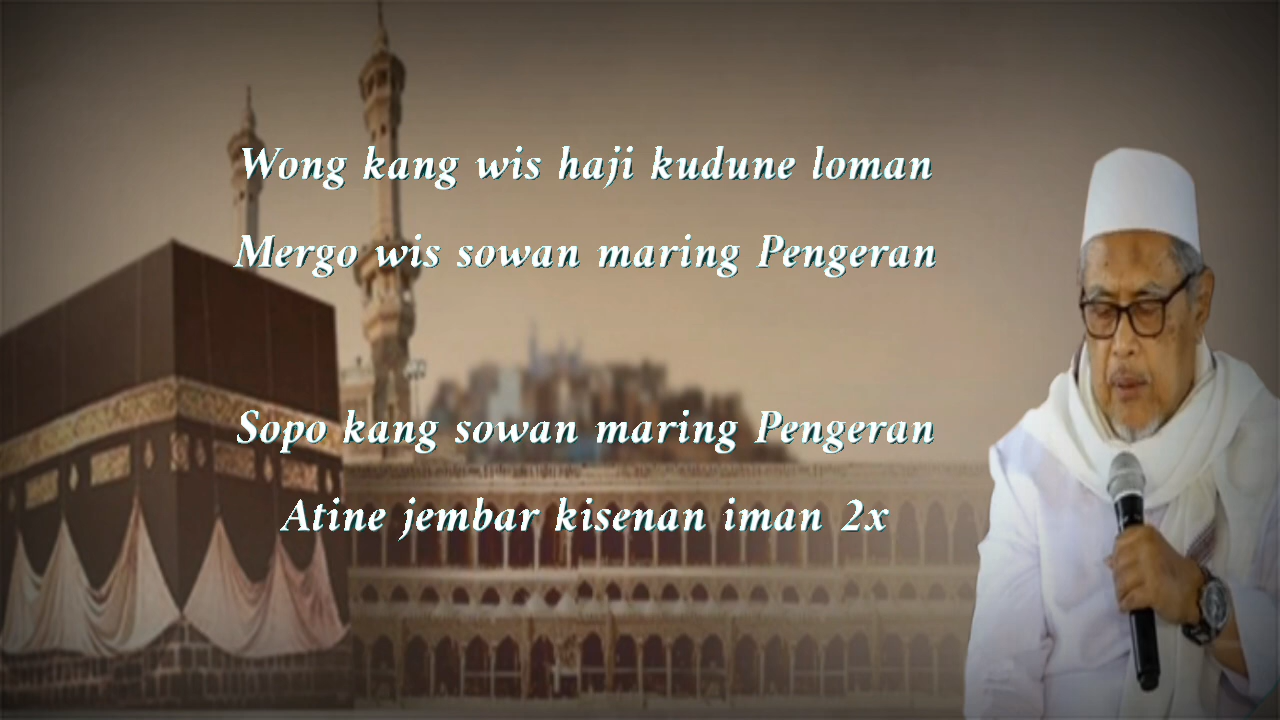 Wong kang wis haji kudune loman
Mergo wis sowan maring Pengeran
Sopo kang sowan maring Pengeran
Atine jembar kisenan iman 2x